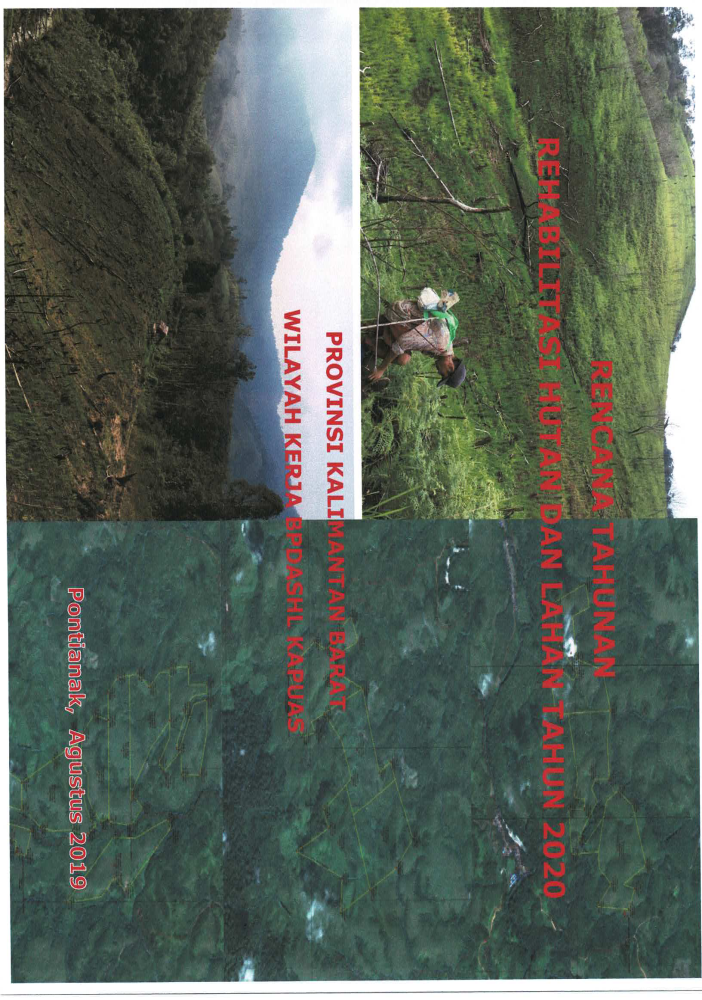 RENCANA TAHUNAN
REHABILITASI HUTAN DAN LAHAN TAHUN 2020
PROVINSI KALIMANTAN BARAT
WILAYAH KERJA BPDASHL KAPUAS
Pontianak, Agustus 2019